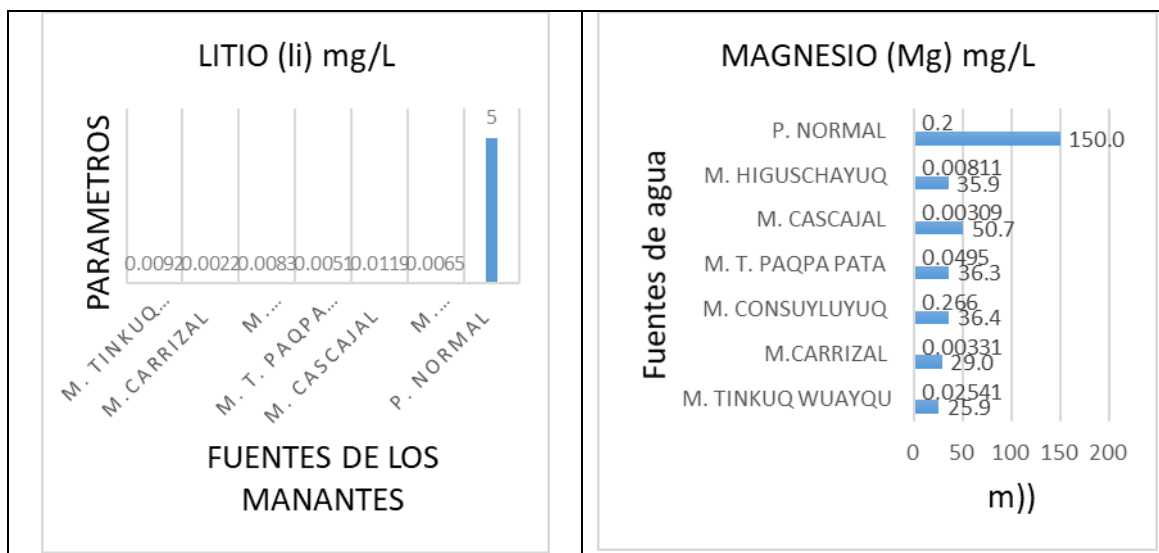 LITIO (li) mg/L
PARAMETROS
5
0.0092
0.0022
0.0083
0.0051
0.0119
0.0065
M. TINKUQ...
M.CARRIZAL
M....
M. T. PAQPA...
M. CASCAJAL
M....
P. NORMAL
FUENTES DE LOS
MANANTES
MAGNESIO (Mg) mg/L
Fuentes de agua
P. NORMAL
0.2
150.0
M. HIGUSCHAYUQ
0.00811
35.9
M. CASCAJAL
0.00309
50.7
M. T. PAQPA PATA
0.0495
36.3
M. CONSUYLUYUQ
0.266
36.4
M.CARRIZAL
0.00331
29.0
M. TINKUQ WUAYQU
0.02541
25.9
0 50 100 150 200
m))